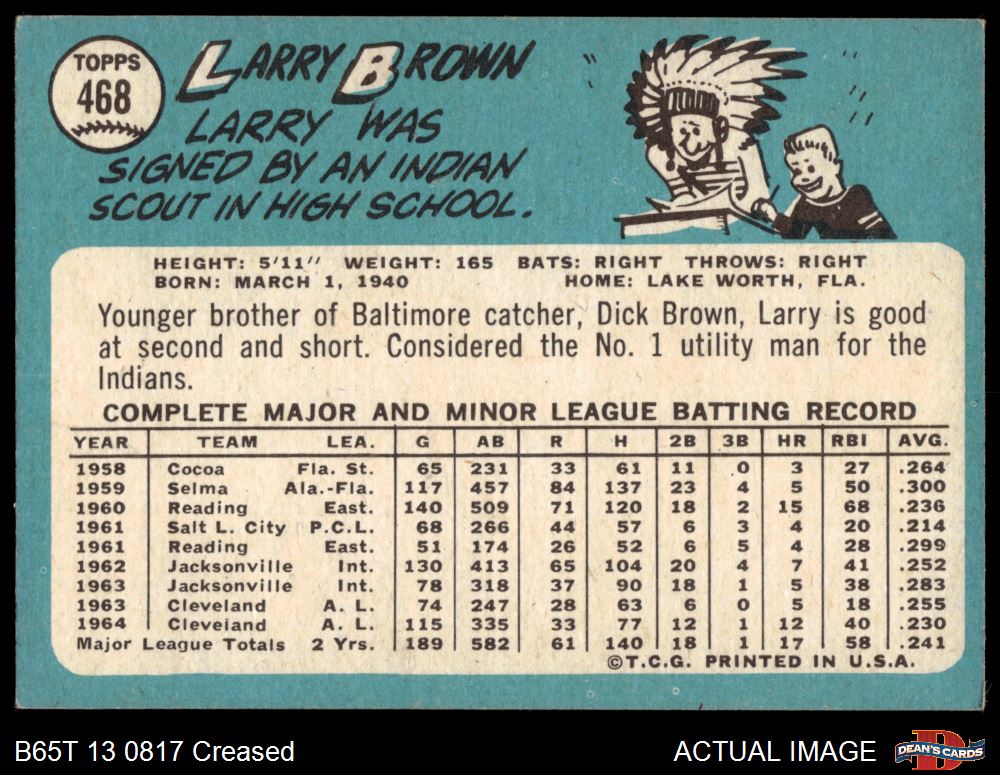 TOPPS
468
LARRY BROWN
LARRY WAS
SIGNED BY AN INDIAN
SCOUT IN HIGH SCHOOL.
HEIGHT: 5'11" WEIGHT: 165 BATS: RIGHT THROWS: RIGHT
BORN: MARCH 1, 1940 HOME: LAKE WORTH, FLA.
Younger brother of Baltimore catcher, Dick Brown, Larry is good
at second and short. Considered the No. 1 utility man for the
Indians.
COMPLETE MAJOR AND MINOR LEAGUE BATTING RECORD
YEAR TEAM LEA. G AB R H 2B 3B HR RBI AVG.
1958 Cocoa Fla. St. 65 231 33 61 11 0 3 27 .264
1959 Selma Ala.-Fla. 117 457 84 137 23 4 5 50 .300
1960 Reading East. 140 509 71 120 18 2 15 68 .236
1961 Salt L. City P.C.L. 68 266 44 57 6 3 4 20 .214
1961 Reading East. 51 174 26 52 6 5 4 28 .299
1962 Jacksonville Int. 130 413 65 104 20 4 7 41 .252
1963 Jacksonville Int. 78 318 37 90 18 1 5 38 .283
1963 Cleveland A. L. 74 247 28 63 6 0 5 18 .255
1964 Cleveland A. L. 115 335 33 77 12 1 12 40 .230
Major League Totals 2 Yrs. 189 582 61 140 18 1 17 58 .241
©T.C.G. PRINTED IN U.S.A.
B65T 13 0817 Creased ACTUAL IMAGE
DEAN'S CARDS